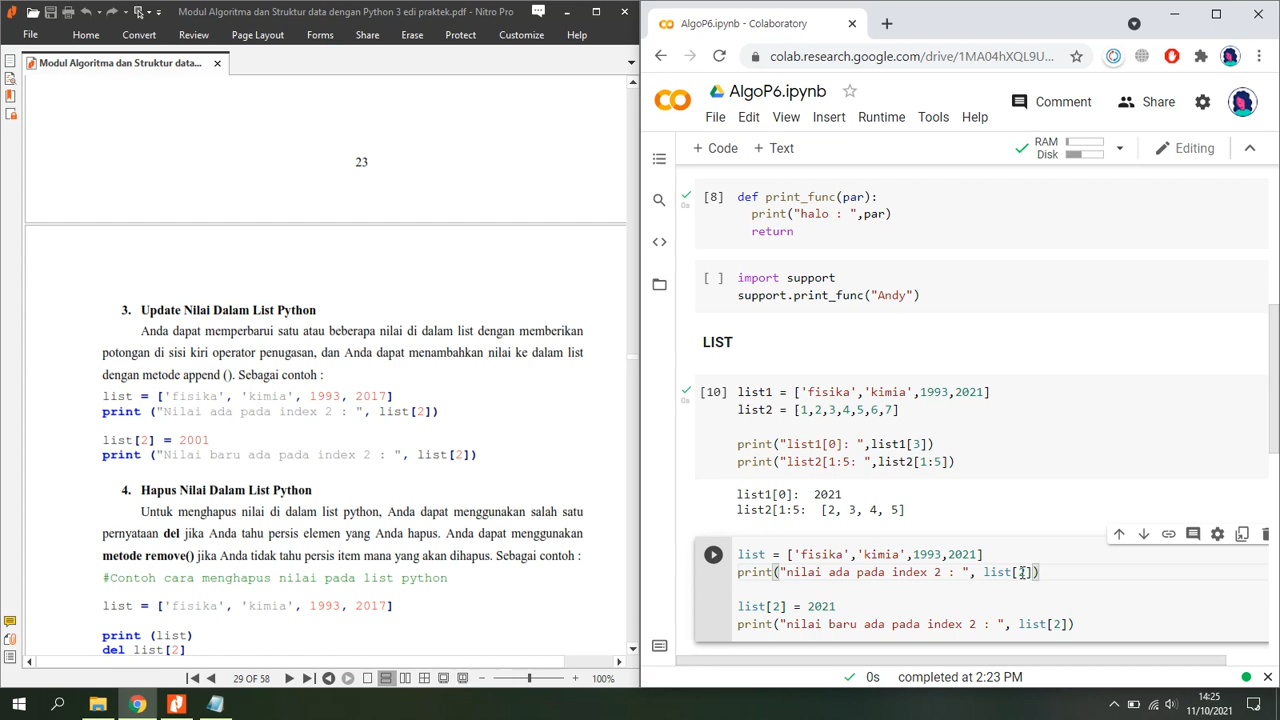 Modul Algoritma dan Struktur data dengan Python 3 edi praktek.pdf - Nitro Pro
File Home Convert Review Page Layout Forms Share Erase Protect Customize Help
Modul Algoritma dan Struktur data...
23
3. Update Nilai Dalam List Python
Anda dapat memperbarui satu atau beberapa nilai di dalam list dengan memberikan
potongan di sisi kiri operator penugasan, dan Anda dapat menambahkan nilai ke dalam list
dengan metode append (). Sebagai contoh :
list = ['fisika', 'kimia', 1993, 2017]
print ("Nilai ada pada index 2 : ", list[2])
list[2] = 2001
print ("Nilai baru ada pada index 2 : ", list[2])
4. Hapus Nilai Dalam List Python
Untuk menghapus nilai di dalam list python, Anda dapat menggunakan salah satu
pernyataan del jika Anda tahu persis elemen yang Anda hapus. Anda dapat menggunakan
metode remove() jika Anda tidak tahu persis item mana yang akan dihapus. Sebagai contoh :
#Contoh cara menghapus nilai pada list python
list = ['fisika', 'kimia', 1993, 2017]
print (list)
del list[2]
29 OF 58
100%
AlgoP6.ipynb - Colaboratory
colab.research.google.com/drive/1MA04hXQL9U...
CO
AlgoP6.ipynb
Comment Share
File Edit View Insert Runtime Tools Help
+ Code + Text
RAM
Disk
Editing
[8] def print_func(par):
0s
print("halo : ",par)
return
[ ] import support
support.print_func("Andy")
LIST
[10] list1 = ['fisika','kimia',1993,2021]
0s
list2 = [1,2,3,4,5,6,7]
print("list1[0]: ",list1[3])
print("list2[1:5: ",list2[1:5])
list1[0]:  2021
list2[1:5:  [2, 3, 4, 5]
list = ['fisika','kimia',1993,2021]
print("nilai ada pada index 2 : ", list[2])
list[2] = 2021
print("nilai baru ada pada index 2 : ", list[2])
0s completed at 2:23 PM
14:25
11/10/2021